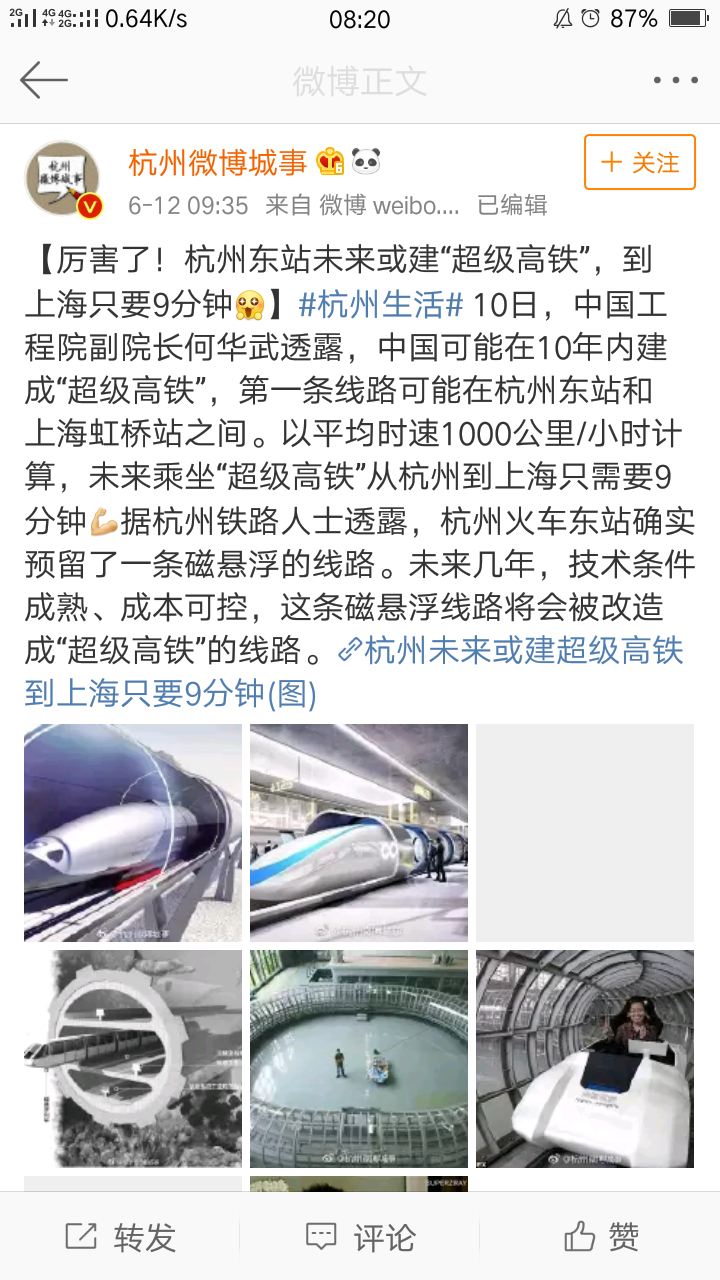 2G 4G 4G 2G 0.64K/s 08:20 87%
微博正文
杭州
微博城事
杭州微博城事
6-12 09:35 来自 微博 weibo.... 已编辑
+ 关注
【厉害了！杭州东站未来或建“超级高铁”，到
上海只要9分钟】#杭州生活# 10日，中国工
程院副院长何华武透露，中国可能在10年内建
成“超级高铁”，第一条线路可能在杭州东站和
上海虹桥站之间。以平均时速1000公里/小时计
算，未来乘坐“超级高铁”从杭州到上海只需要9
分钟💪据杭州铁路人士透露，杭州火车东站确实
预留了一条磁悬浮的线路。未来几年，技术条件
成熟、成本可控，这条磁悬浮线路将会被改造
成“超级高铁”的线路。杭州未来或建超级高铁
到上海只要9分钟(图)
SUPERZWAY
转发
评论
赞